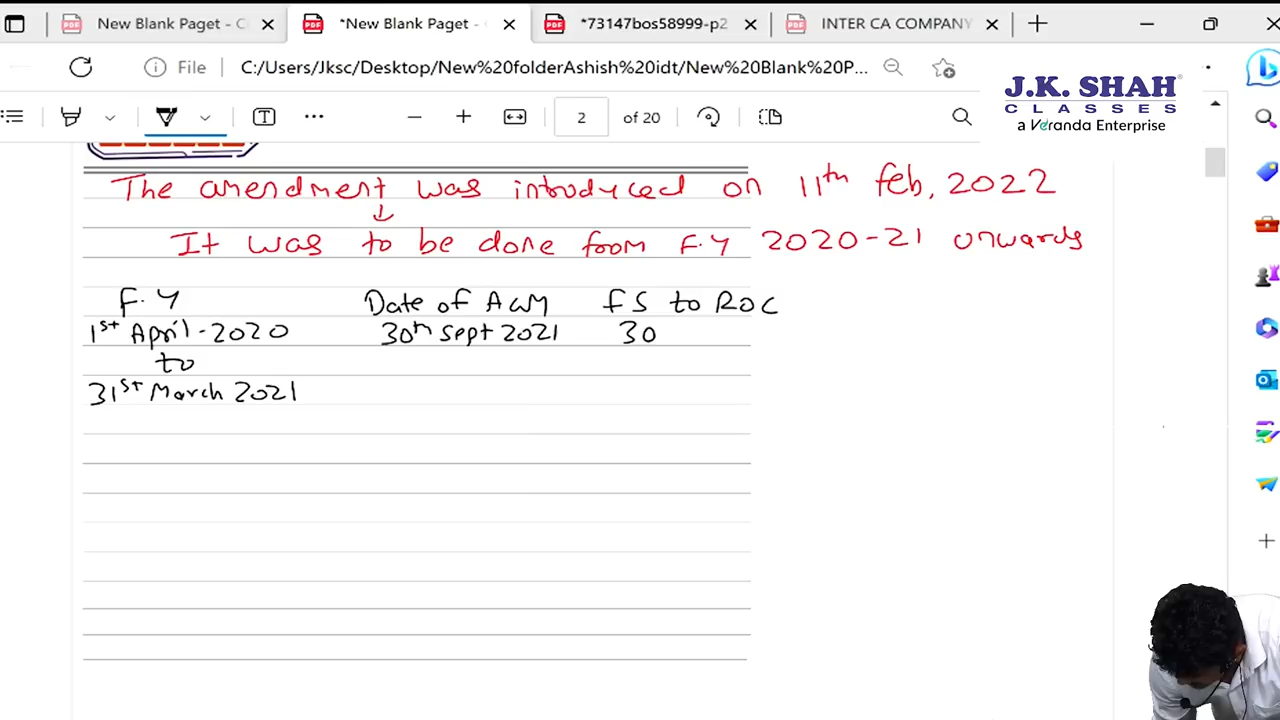 New Blank Paget - C
*New Blank Paget -
*73147bos58999-p2
INTER CA COMPANY
File
C:/Users/Jksc/Desktop/New%20folderAshish%20idt/New%20Blank%20P...
J.K. SHAH
CLASSES
a Veranda Enterprise
2 of 20
The amendment was introduced on 11th feb, 2022
It was to be done from F.Y 2020-21 onwards
F.Y Date of AGM FS to ROC
1st April-2020 30th Sept 2021 30
to
31st March 2021